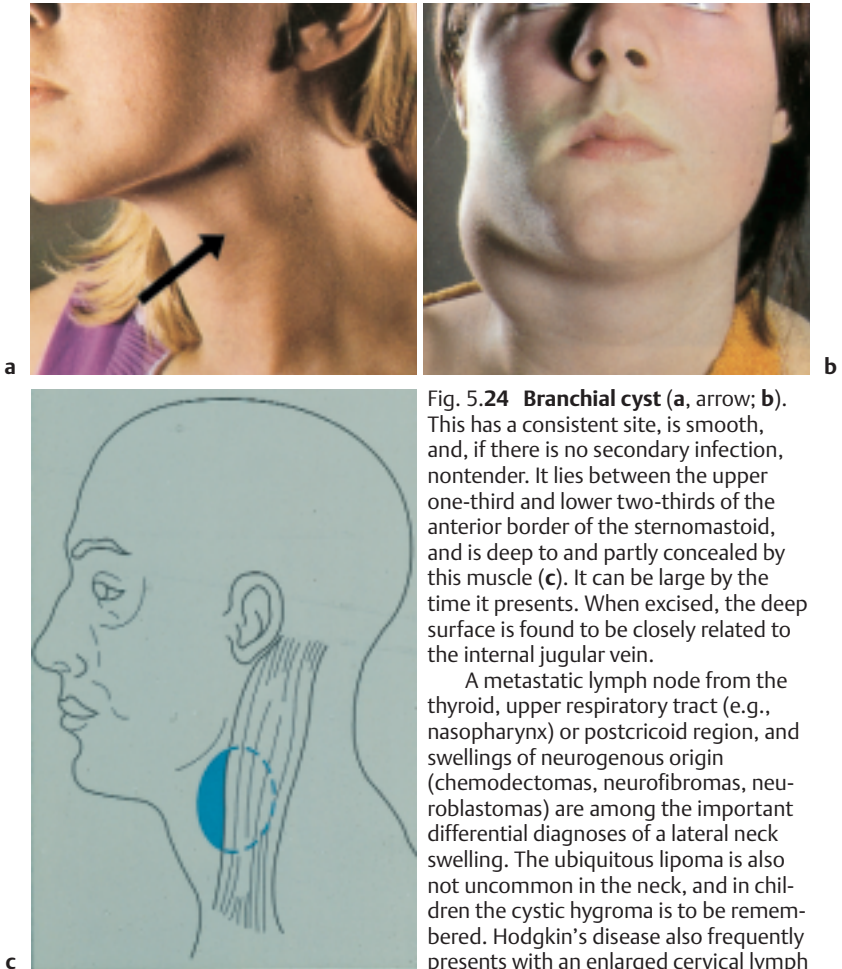 a
b
Fig. 5.24 Branchial cyst (a, arrow; b).
This has a consistent site, is smooth,
and, if there is no secondary infection,
nontender. It lies between the upper
one-third and lower two-thirds of the
anterior border of the sternomastoid,
and is deep to and partly concealed by
this muscle (c). It can be large by the
time it presents. When excised, the deep
surface is found to be closely related to
the internal jugular vein.
A metastatic lymph node from the
thyroid, upper respiratory tract (e.g.,
nasopharynx) or postcricoid region, and
swellings of neurogenous origin
(chemodectomas, neurofibromas, neu-
roblastomas) are among the important
differential diagnoses of a lateral neck
swelling. The ubiquitous lipoma is also
not uncommon in the neck, and in chil-
dren the cystic hygroma is to be remem-
bered. Hodgkin's disease also frequently
presents with an enlarged cervical lymph
c